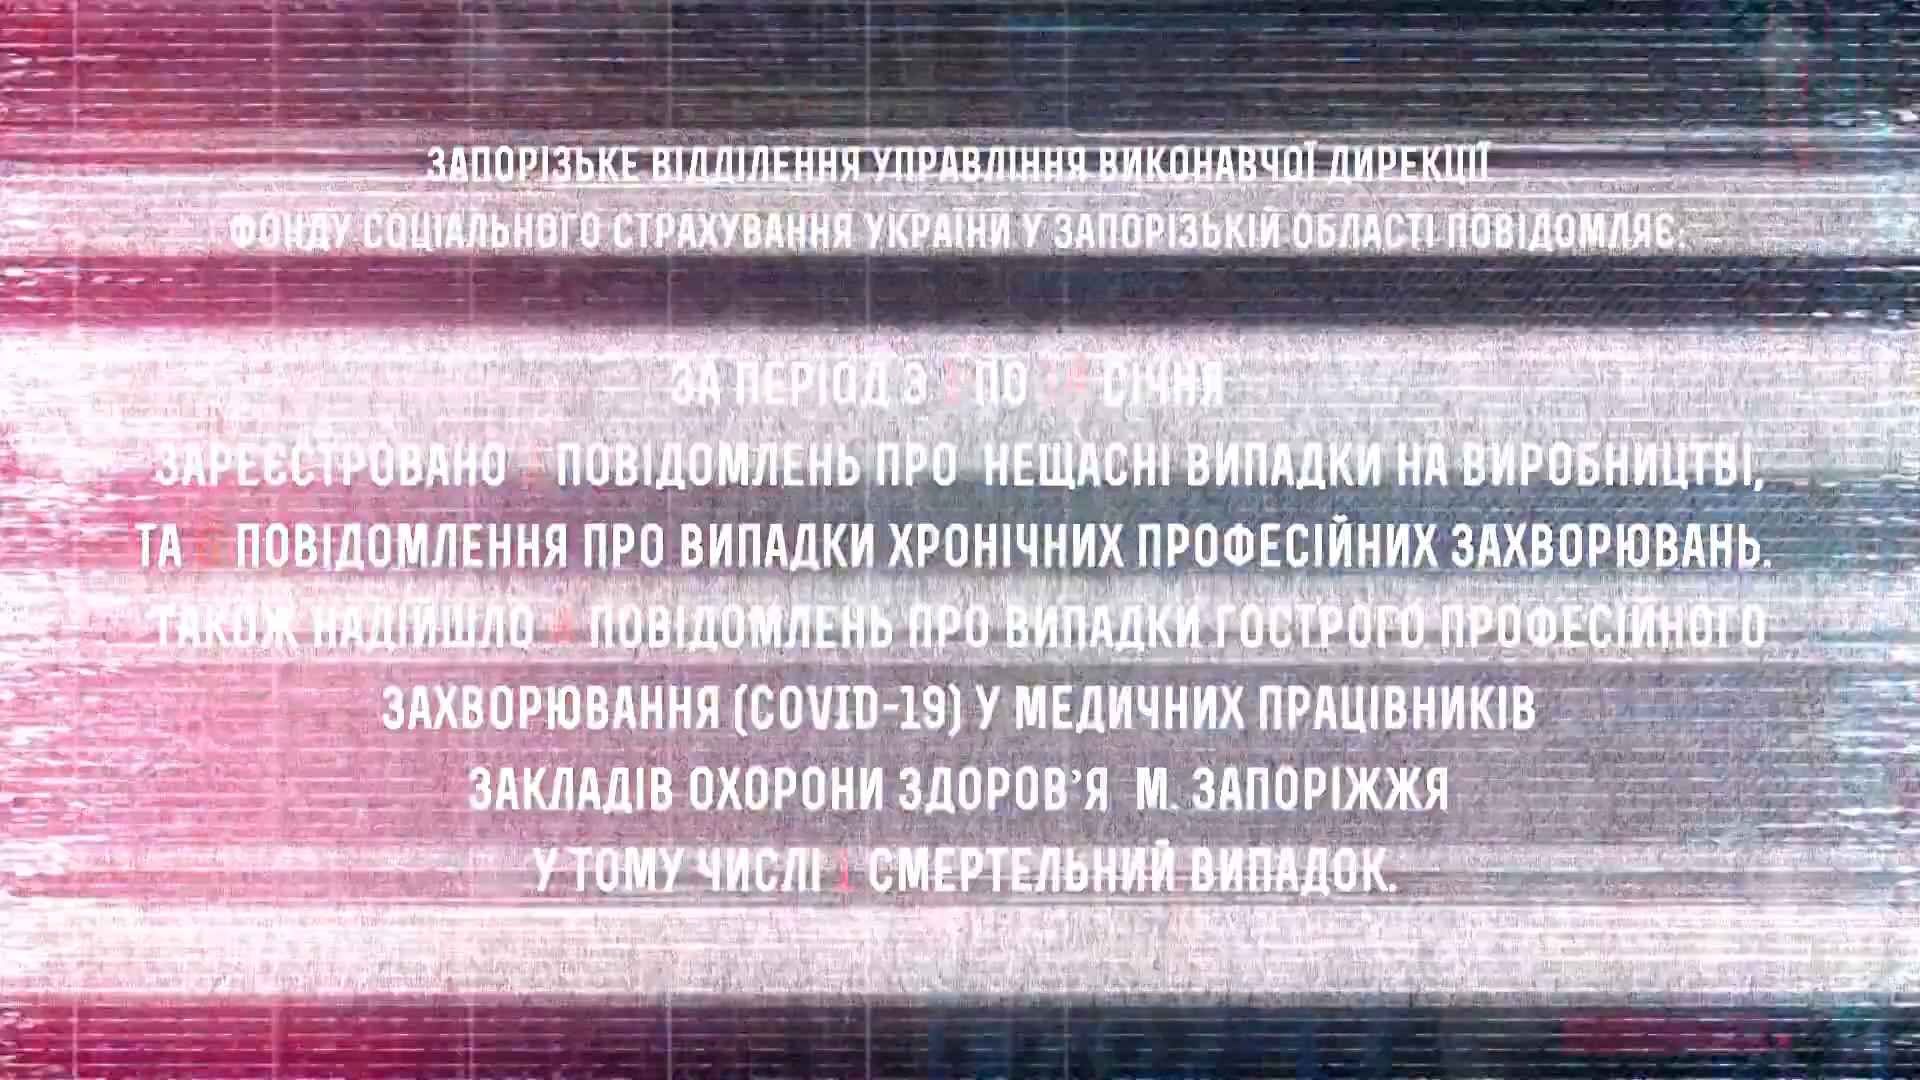 ЗАПОРІЗЬКЕ ВІДДІЛЕННЯ УПРАВЛІННЯ ВИКОНАВЧОЇ ДИРЕКЦІЇ
ФОНДУ СОЦІАЛЬНОГО СТРАХУВАННЯ УКРАЇНИ У ЗАПОРІЗЬКІЙ ОБЛАСТІ ПОВІДОМЛЯЄ:
ЗА ПЕРІОД З 1 ПО СІЧНЯ
ЗАРЕЄСТРОВАНО ПОВІДОМЛЕНЬ ПРО НЕЩАСНІ ВИПАДКИ НА ВИРОБНИЦТВІ,
ТА ПОВІДОМЛЕННЯ ПРО ВИПАДКИ ХРОНІЧНИХ ПРОФЕСІЙНИХ ЗАХВОРЮВАНЬ.
ТАКОЖ НАДІЙШЛО ПОВІДОМЛЕНЬ ПРО ВИПАДКИ ГОСТРОГО ПРОФЕСІЙНОГО
ЗАХВОРЮВАННЯ (COVID-19) У МЕДИЧНИХ ПРАЦІВНИКІВ
ЗАКЛАДІВ ОХОРОНИ ЗДОРОВ’Я М. ЗАПОРІЖЖЯ
У ТОМУ ЧИСЛІ 1 СМЕРТЕЛЬНИЙ ВИПАДОК.